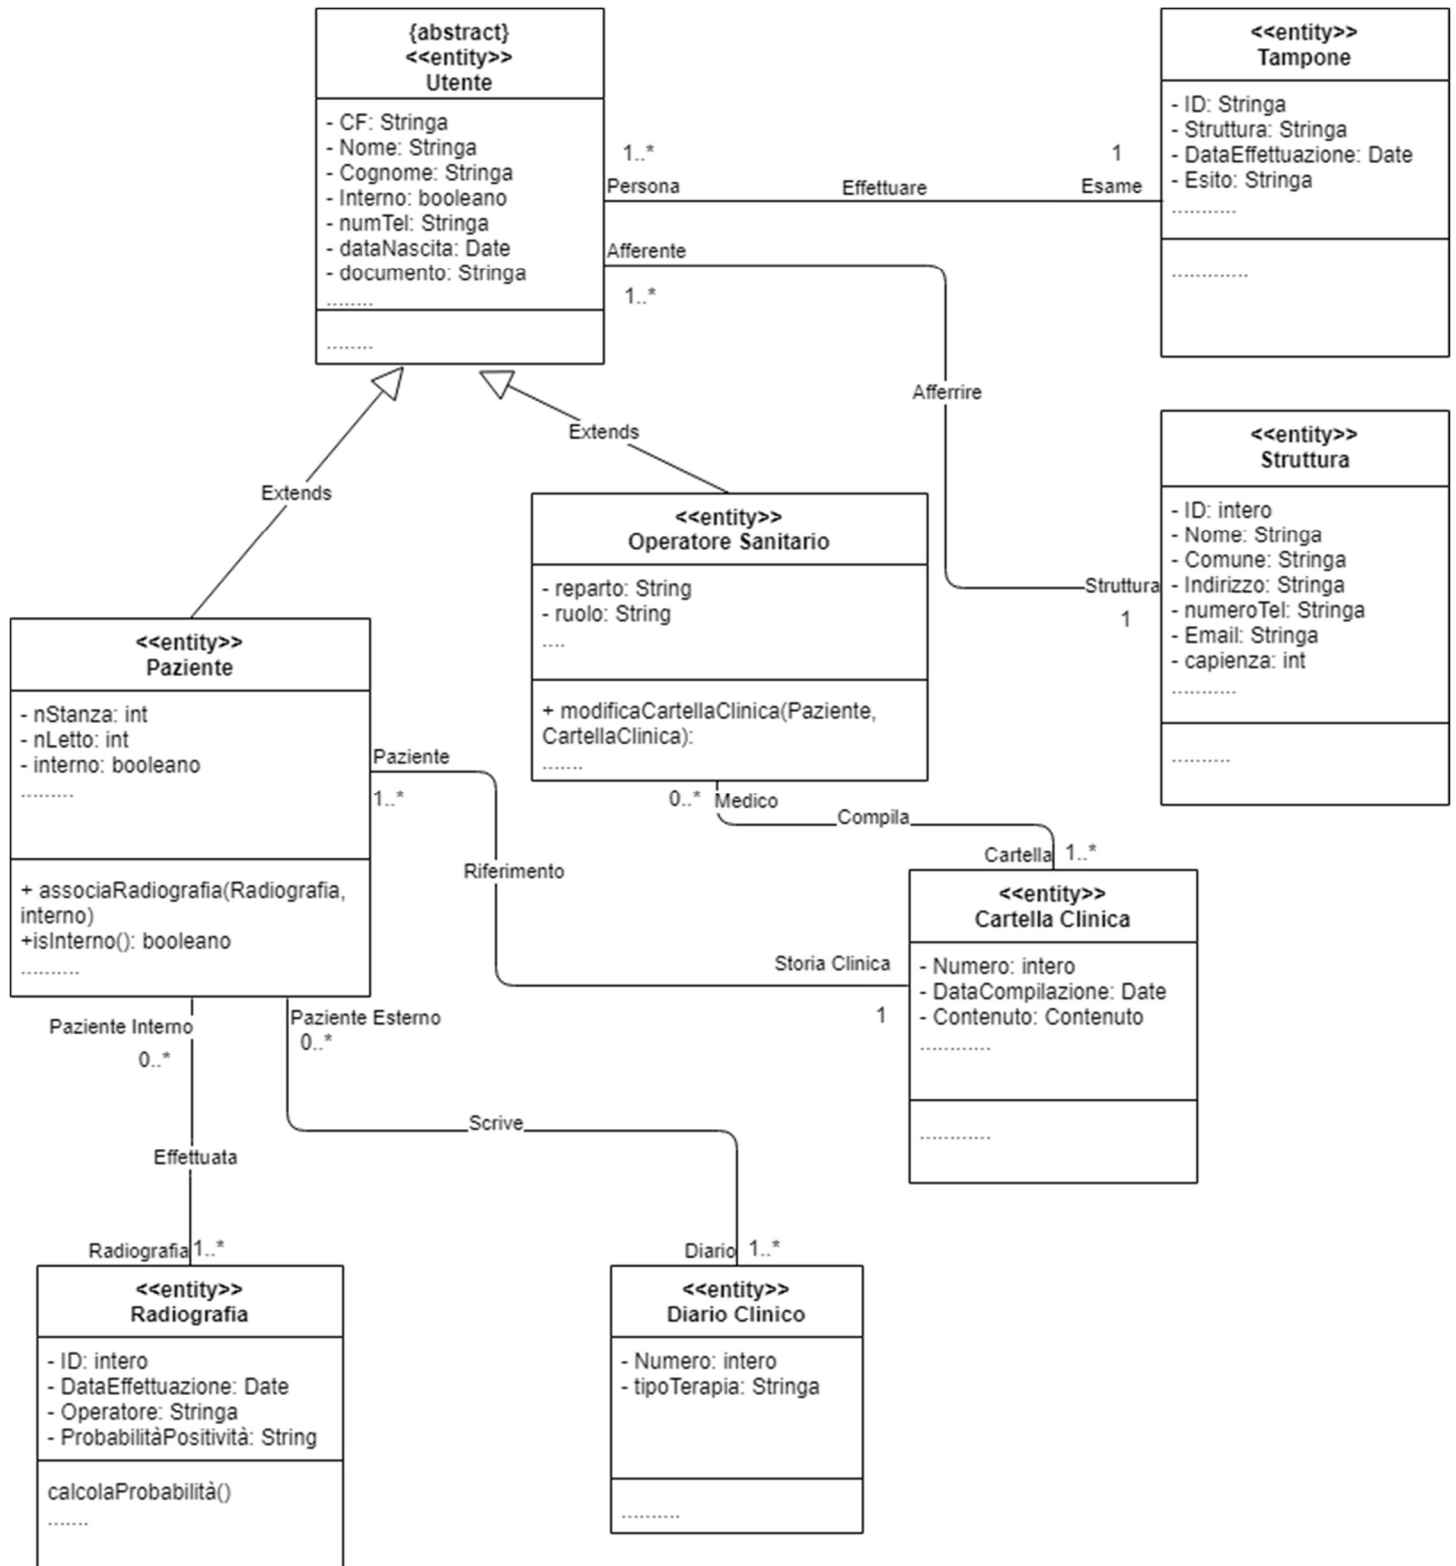 {abstract}
<<entity>>
Utente
- CF: Stringa
- Nome: Stringa
- Cognome: Stringa
- Interno: booleano
- numTel: Stringa
- dataNascita: Date
- documento: Stringa
........
........
<<entity>>
Tampone
- ID: Stringa
- Struttura: Stringa
- DataEffettuazione: Date
- Esito: Stringa
...........
.............
1..*
1
Persona
Effettuare
Esame
Afferente
1..*
Afferrire
Struttura
1
<<entity>>
Struttura
- ID: intero
- Nome: Stringa
- Comune: Stringa
- Indirizzo: Stringa
- numeroTel: Stringa
- Email: Stringa
- capienza: int
...........
..........
Extends
Extends
<<entity>>
Operatore Sanitario
- reparto: String
- ruolo: String
....
+ modificaCartellaClinica(Paziente,
CartellaClinica):
.......
<<entity>>
Paziente
- nStanza: int
- nLetto: int
- interno: booleano
.........
+ associaRadiografia(Radiografia,
interno)
+isInterno(): booleano
..........
Paziente
1..*
Riferimento
Storia Clinica
1
0..*
Medico
Compila
Cartella
1..*
<<entity>>
Cartella Clinica
- Numero: intero
- DataCompilazione: Date
- Contenuto: Contenuto
............
............
Paziente Interno
0..*
Effettuata
Radiografia
1..*
Paziente Esterno
0..*
Scrive
Diario
1..*
<<entity>>
Radiografia
- ID: intero
- DataEffettuazione: Date
- Operatore: Stringa
- ProbabilitàPositività: String
calcolaProbabilità()
.......
<<entity>>
Diario Clinico
- Numero: intero
- tipoTerapia: Stringa
..........